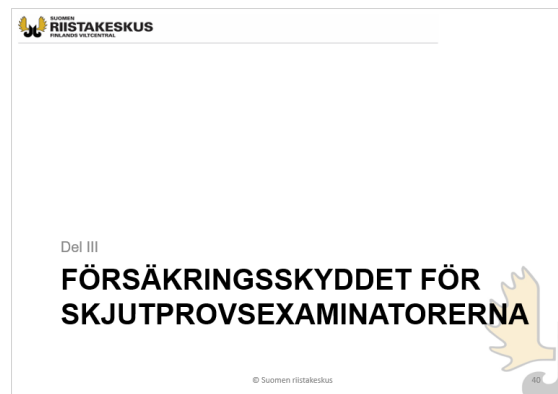 SUOMEN
RIISTAKESKUS
FINLANDS VILTCENTRAL
Del III
FÖRSÄKRINGSSKYDDET FÖR
SKJUTPROVSEXAMINATORERNA
© Suomen riistakeskus
40